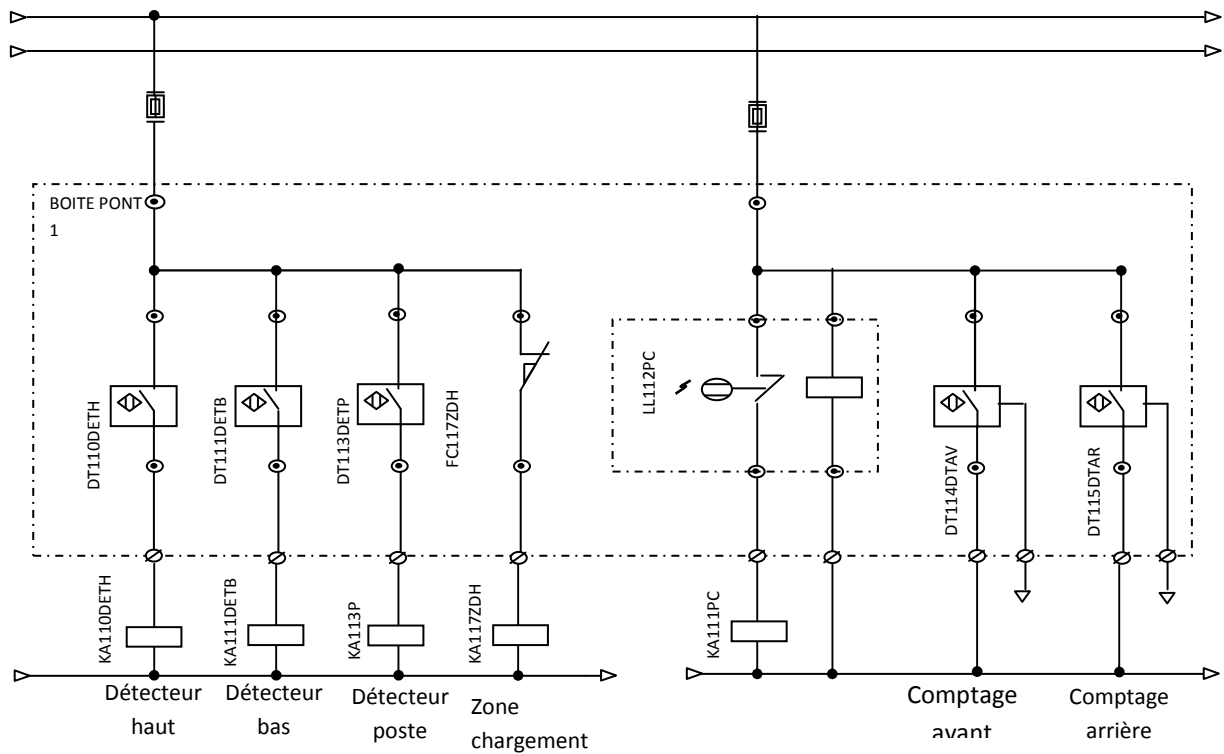 BOITE PONT
1
DT110DETH
DT111DETB
DT113DETP
FC117ZDH
LL112PC
DT114DTAV
DT115DTAR
KA110DETH
KA111DETB
KA113P
KA117ZDH
KA111PC
Détecteur
haut
Détecteur
bas
Détecteur
poste
Zone
chargement
Comptage
avant
Comptage
arrière